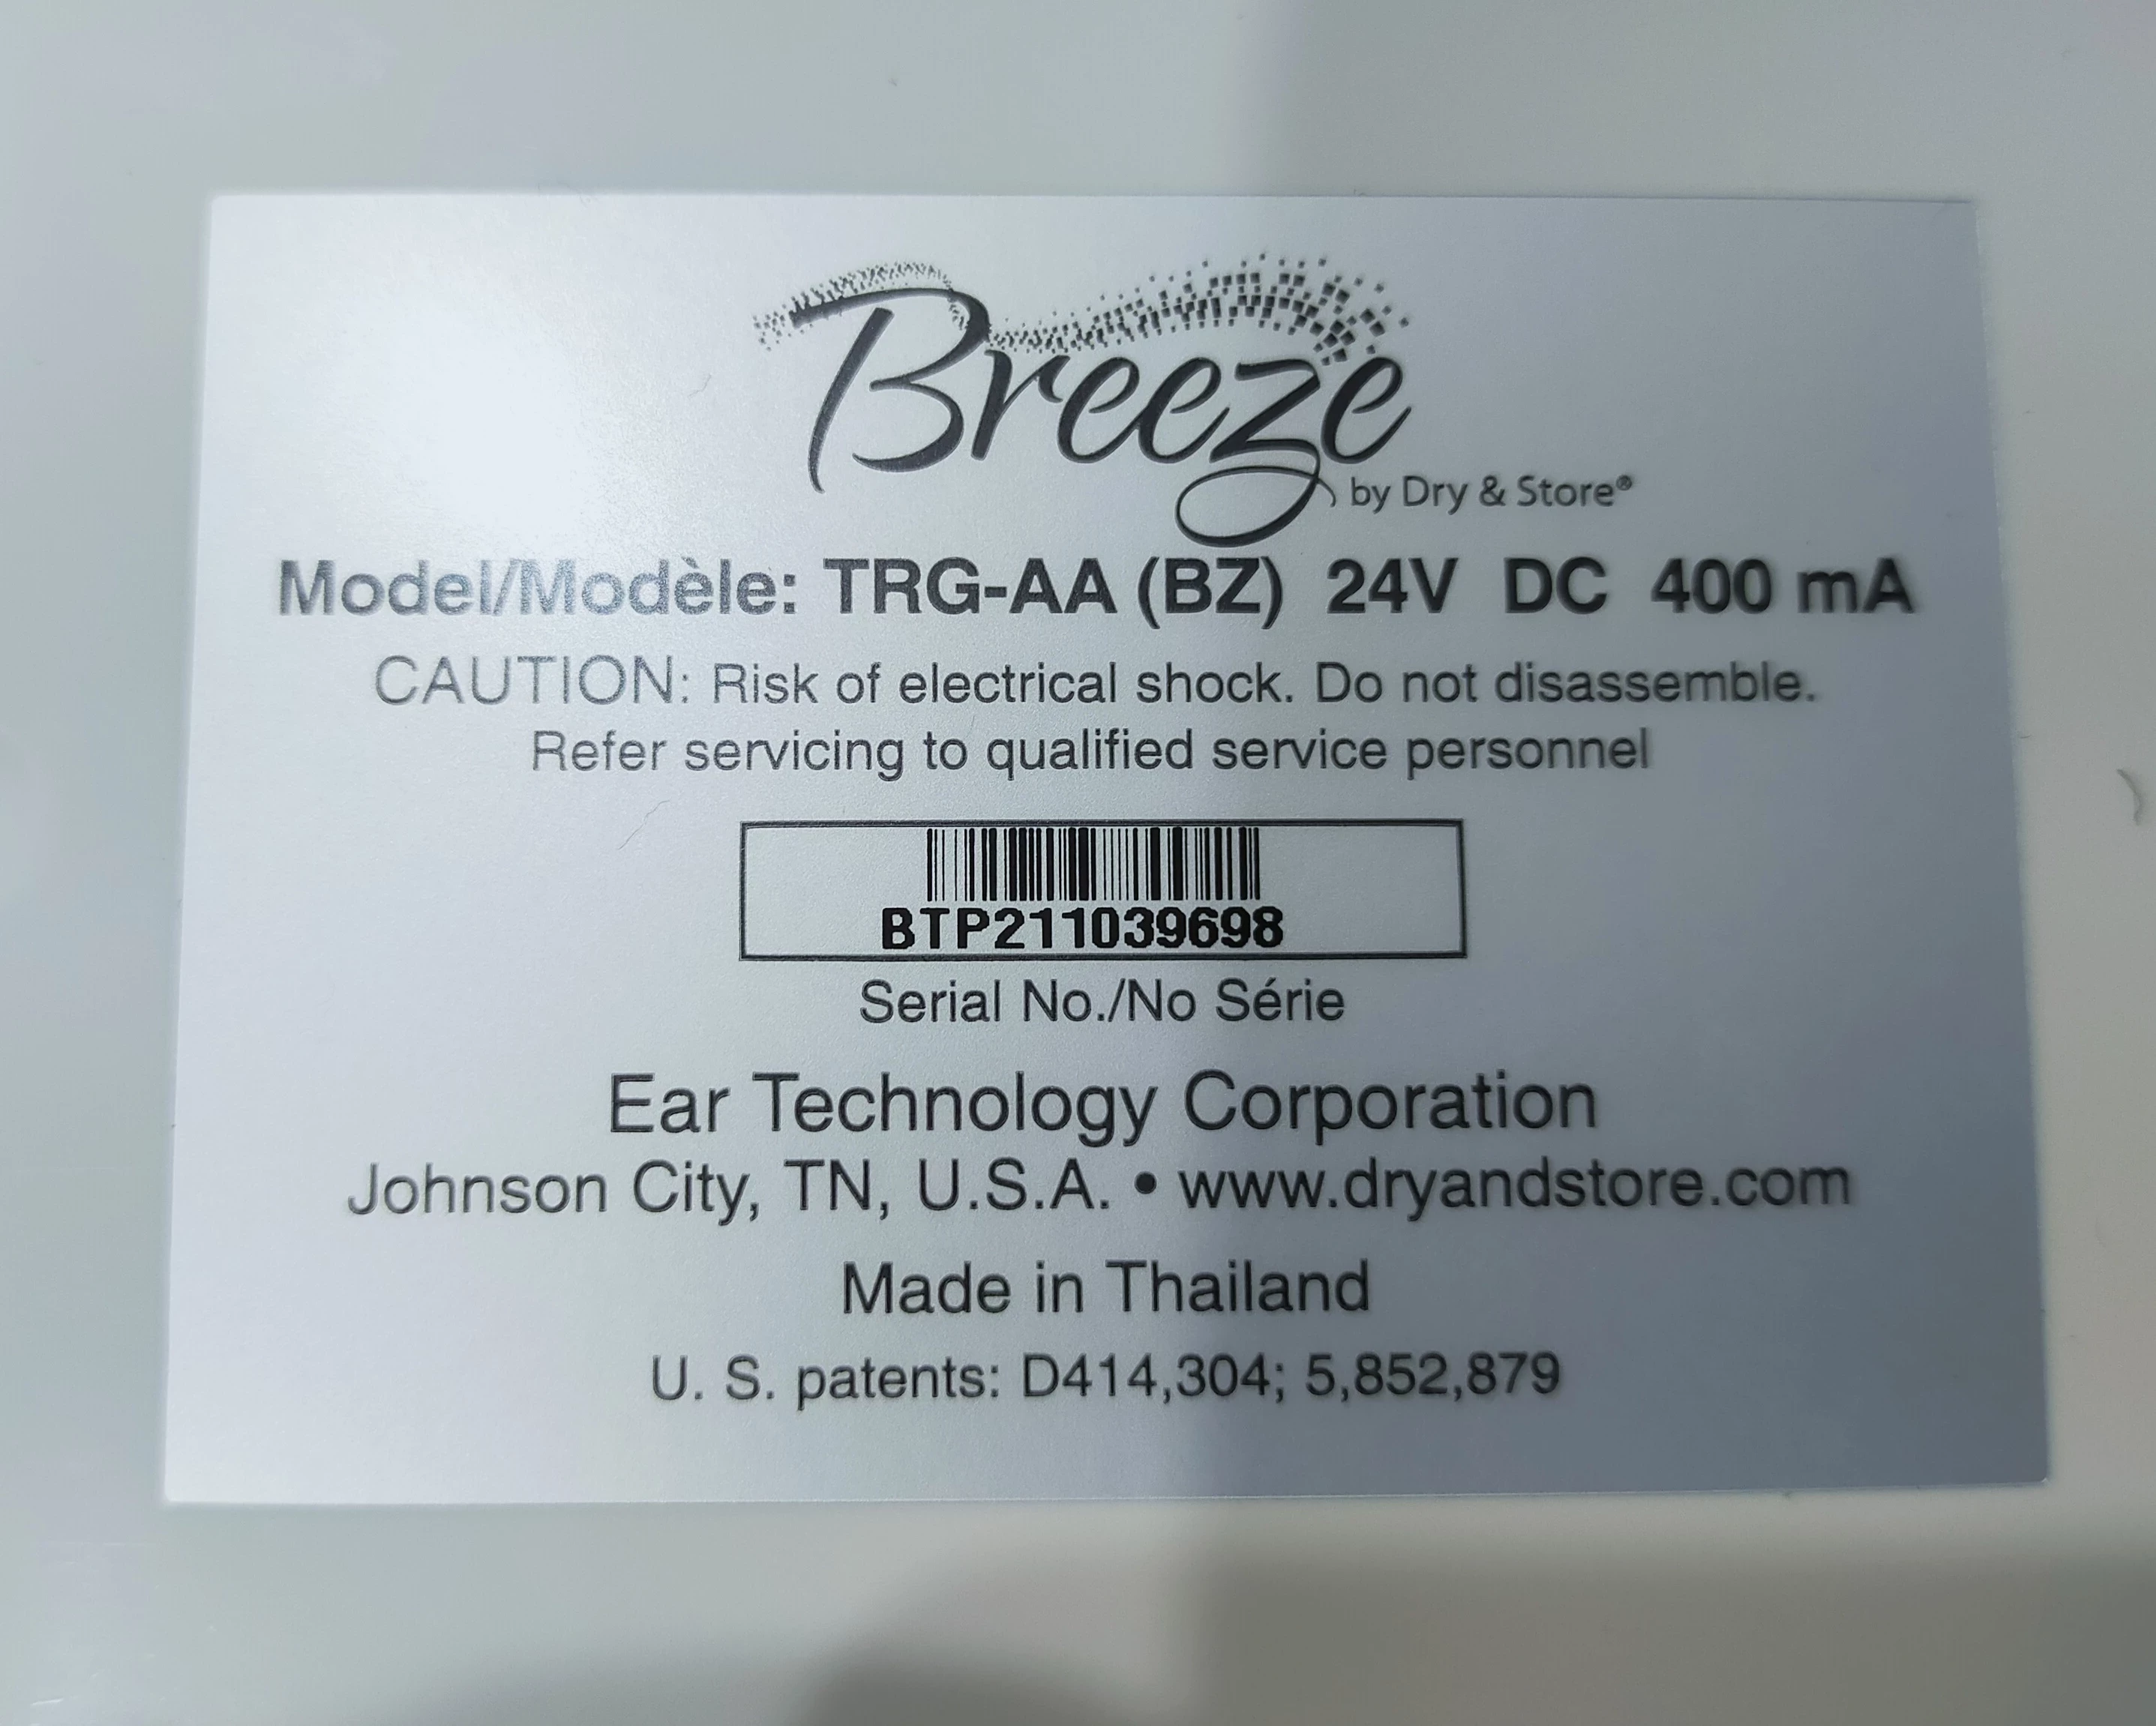 Breeze
by Dry & Store®
Model/Modèle: TRG-AA (BZ) 24V DC 400 mA
CAUTION: Risk of electrical shock. Do not disassemble.
Refer servicing to qualified service personnel
BTP211039698
Serial No./No Série
Ear Technology Corporation
Johnson City, TN, U.S.A. • www.dryandstore.com
Made in Thailand
U. S. patents: D414,304; 5,852,879